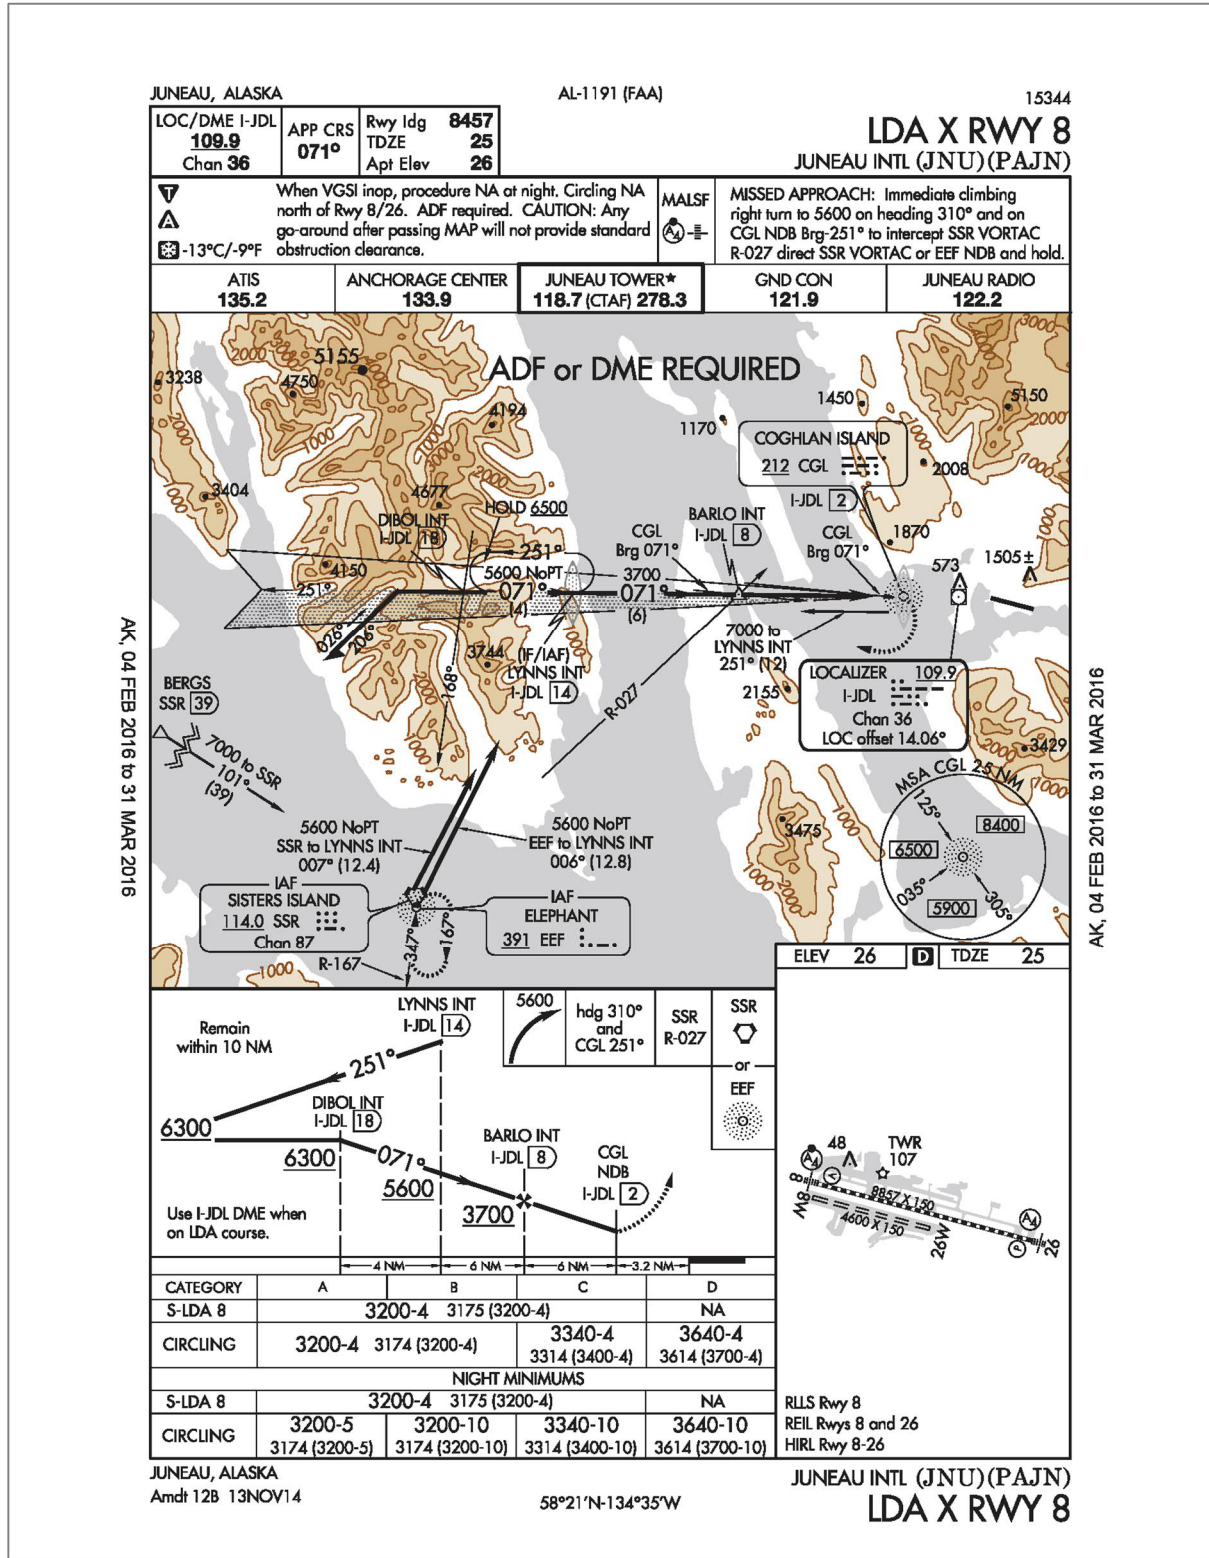 JUNEAU, ALASKA
AL-1191 (FAA)
15344
LOC/DME I-JDL
109.9
Chan 36
APP CRS
071°
Rwy ldg 8457
TDZE 25
Apt Elev 26
LDA X RWY 8
JUNEAU INTL (JNU)(PAJN)
T
A
-13°C/-9°F
When VGSI inop, procedure NA at night. Circling NA
north of Rwy 8/26. ADF required. CAUTION: Any
go-around after passing MAP will not provide standard
obstruction clearance.
MALSF
A4
MISSED APPROACH: Immediate climbing
right turn to 5600 on heading 310° and on
CGL NDB Brg-251° to intercept SSR VORTAC
R-027 direct SSR VORTAC or EEF NDB and hold.
ATIS
135.2
ANCHORAGE CENTER
133.9
JUNEAU TOWER★
118.7 (CTAF) 278.3
GND CON
121.9
JUNEAU RADIO
122.2
ADF or DME REQUIRED
3238
2000
3000
5155
4750
1000
4194
3000
4677
3404
1000
4150
3744
1170
1450
5150
2000
3000
2008
1870
1000
573
1505±
2155
3429
2000
1000
3475
1000
2000
1000
1000
COGHLAN ISLAND
212 CGL
I-JDL 2
CGL
Brg 071°
BARLO INT
I-JDL 8
CGL
Brg 071°
HOLD 6500
DIBOL INT
I-JDL 18
251°
5600 NoPT
071°
(4)
3700
071°
(6)
251°
026°
206°
168°
(IF/IAF)
LYNNS INT
I-JDL 14
R-027
7000 to
LYNNS INT
251° (12)
LOCALIZER 109.9
I-JDL
Chan 36
LOC offset 14.06°
BERGS
SSR 39
7000 to SSR
101°
(39)
5600 NoPT
SSR to LYNNS INT
007° (12.4)
5600 NoPT
EEF to LYNNS INT
006° (12.8)
IAF
SISTERS ISLAND
114.0 SSR
Chan 87
IAF
ELEPHANT
391 EEF
R-167
347°
167°
MSA CGL 25 NM
125°
8400
6500
035°
5900
305°
AK, 04 FEB 2016 to 31 MAR 2016
AK, 04 FEB 2016 to 31 MAR 2016
ELEV 26
D
TDZE 25
Remain
within 10 NM
LYNNS INT
I-JDL 14
251°
6300
DIBOL INT
I-JDL 18
6300
071°
5600
BARLO INT
I-JDL 8
3700
CGL
NDB
I-JDL 2
Use I-JDL DME when
on LDA course.
4 NM
6 NM
6 NM
3.2 NM
5600
hdg 310°
and
CGL 251°
SSR
R-027
SSR
or
EEF
48
TWR
107
A4
V
8
8W
8857 X 150
4600 X 150
26W
A4
P
26
CATEGORY A B C D
S-LDA 8 3200-4 3175 (3200-4) NA
CIRCLING 3200-4 3174 (3200-4) 3340-4 3314 (3400-4) 3640-4 3614 (3700-4)
NIGHT MINIMUMS
S-LDA 8 3200-4 3175 (3200-4) NA
CIRCLING 3200-5 3174 (3200-5) 3200-10 3174 (3200-10) 3340-10 3314 (3400-10) 3640-10 3614 (3700-10)
RLLS Rwy 8
REIL Rwys 8 and 26
HIRL Rwy 8-26
JUNEAU, ALASKA
Amdt 12B 13NOV14
58°21'N-134°35'W
JUNEAU INTL (JNU)(PAJN)
LDA X RWY 8